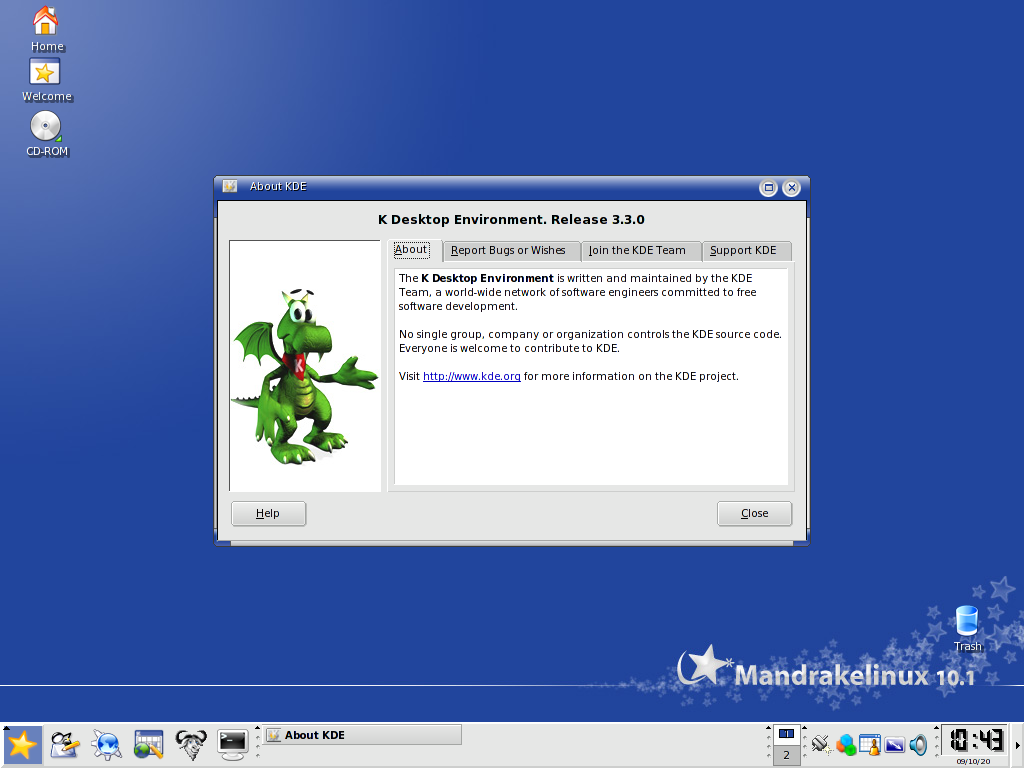 Home
Welcome
CD-ROM
About KDE
K Desktop Environment. Release 3.3.0
About
Report Bugs or Wishes
Join the KDE Team
Support KDE
The K Desktop Environment is written and maintained by the KDE
Team, a world-wide network of software engineers committed to free
software development.
No single group, company or organization controls the KDE source code.
Everyone is welcome to contribute to KDE.
Visit http://www.kde.org for more information on the KDE project.
K
Help
Close
Trash
Mandrakelinux 10.1
About KDE
1
2
10:43
09/10/20